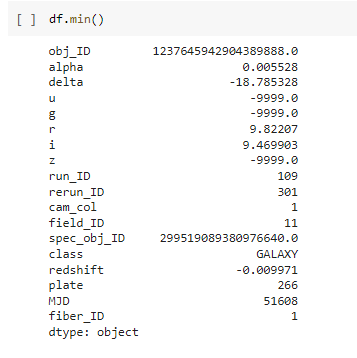 [ ] df.min()
obj_ID 1237645942904389888.0
alpha 0.005528
delta -18.785328
u -9999.0
g -9999.0
r 9.82207
i 9.469903
z -9999.0
run_ID 109
rerun_ID 301
cam_col 1
field_ID 11
spec_obj_ID 299519089380976640.0
class GALAXY
redshift -0.009971
plate 266
MJD 51608
fiber_ID 1
dtype: object